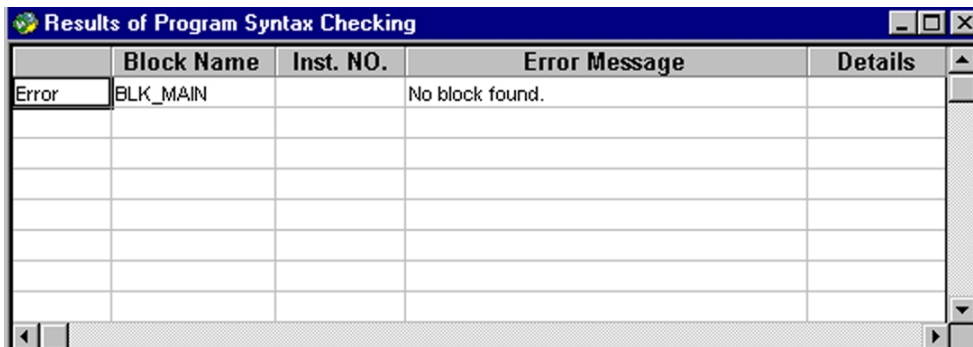 Results of Program Syntax Checking
Block Name Inst. NO. Error Message Details
Error BLK_MAIN No block found.